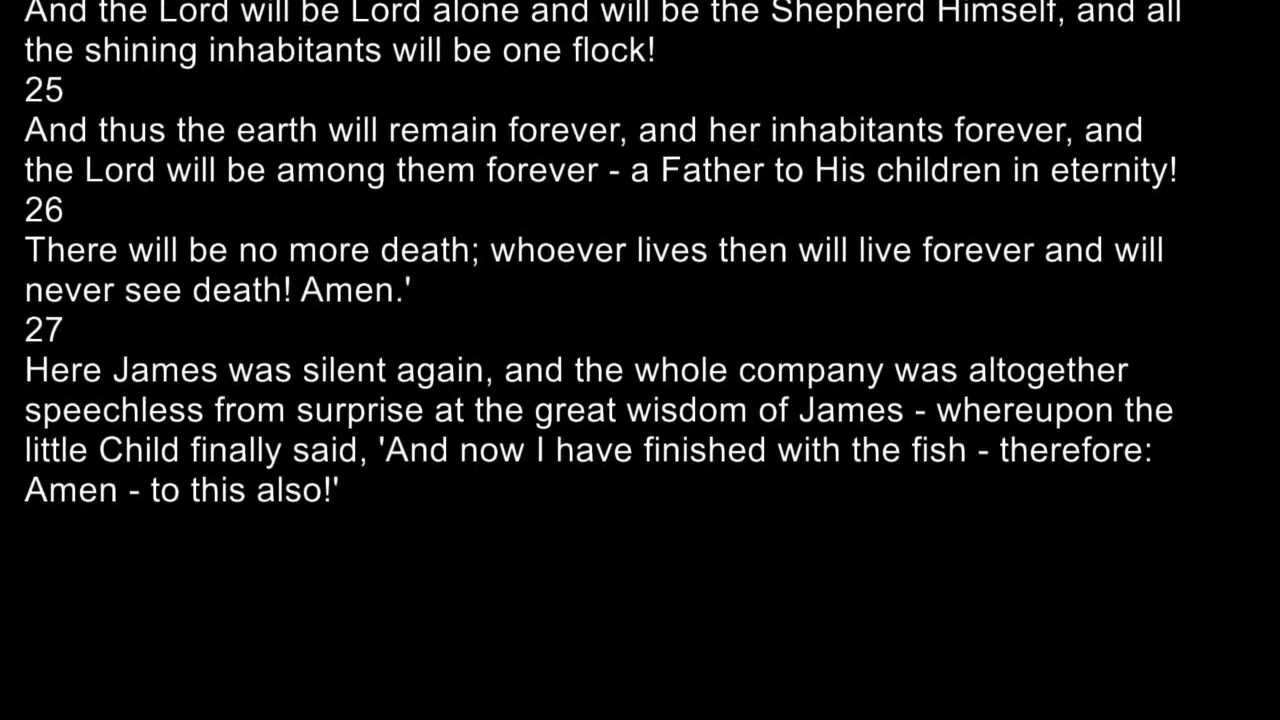 And the Lord will be Lord alone and will be the Shepherd Himself, and all
the shining inhabitants will be one flock!
25
And thus the earth will remain forever, and her inhabitants forever, and
the Lord will be among them forever - a Father to His children in eternity!
26
There will be no more death; whoever lives then will live forever and will
never see death! Amen.'
27
Here James was silent again, and the whole company was altogether
speechless from surprise at the great wisdom of James - whereupon the
little Child finally said, 'And now I have finished with the fish - therefore:
Amen - to this also!'